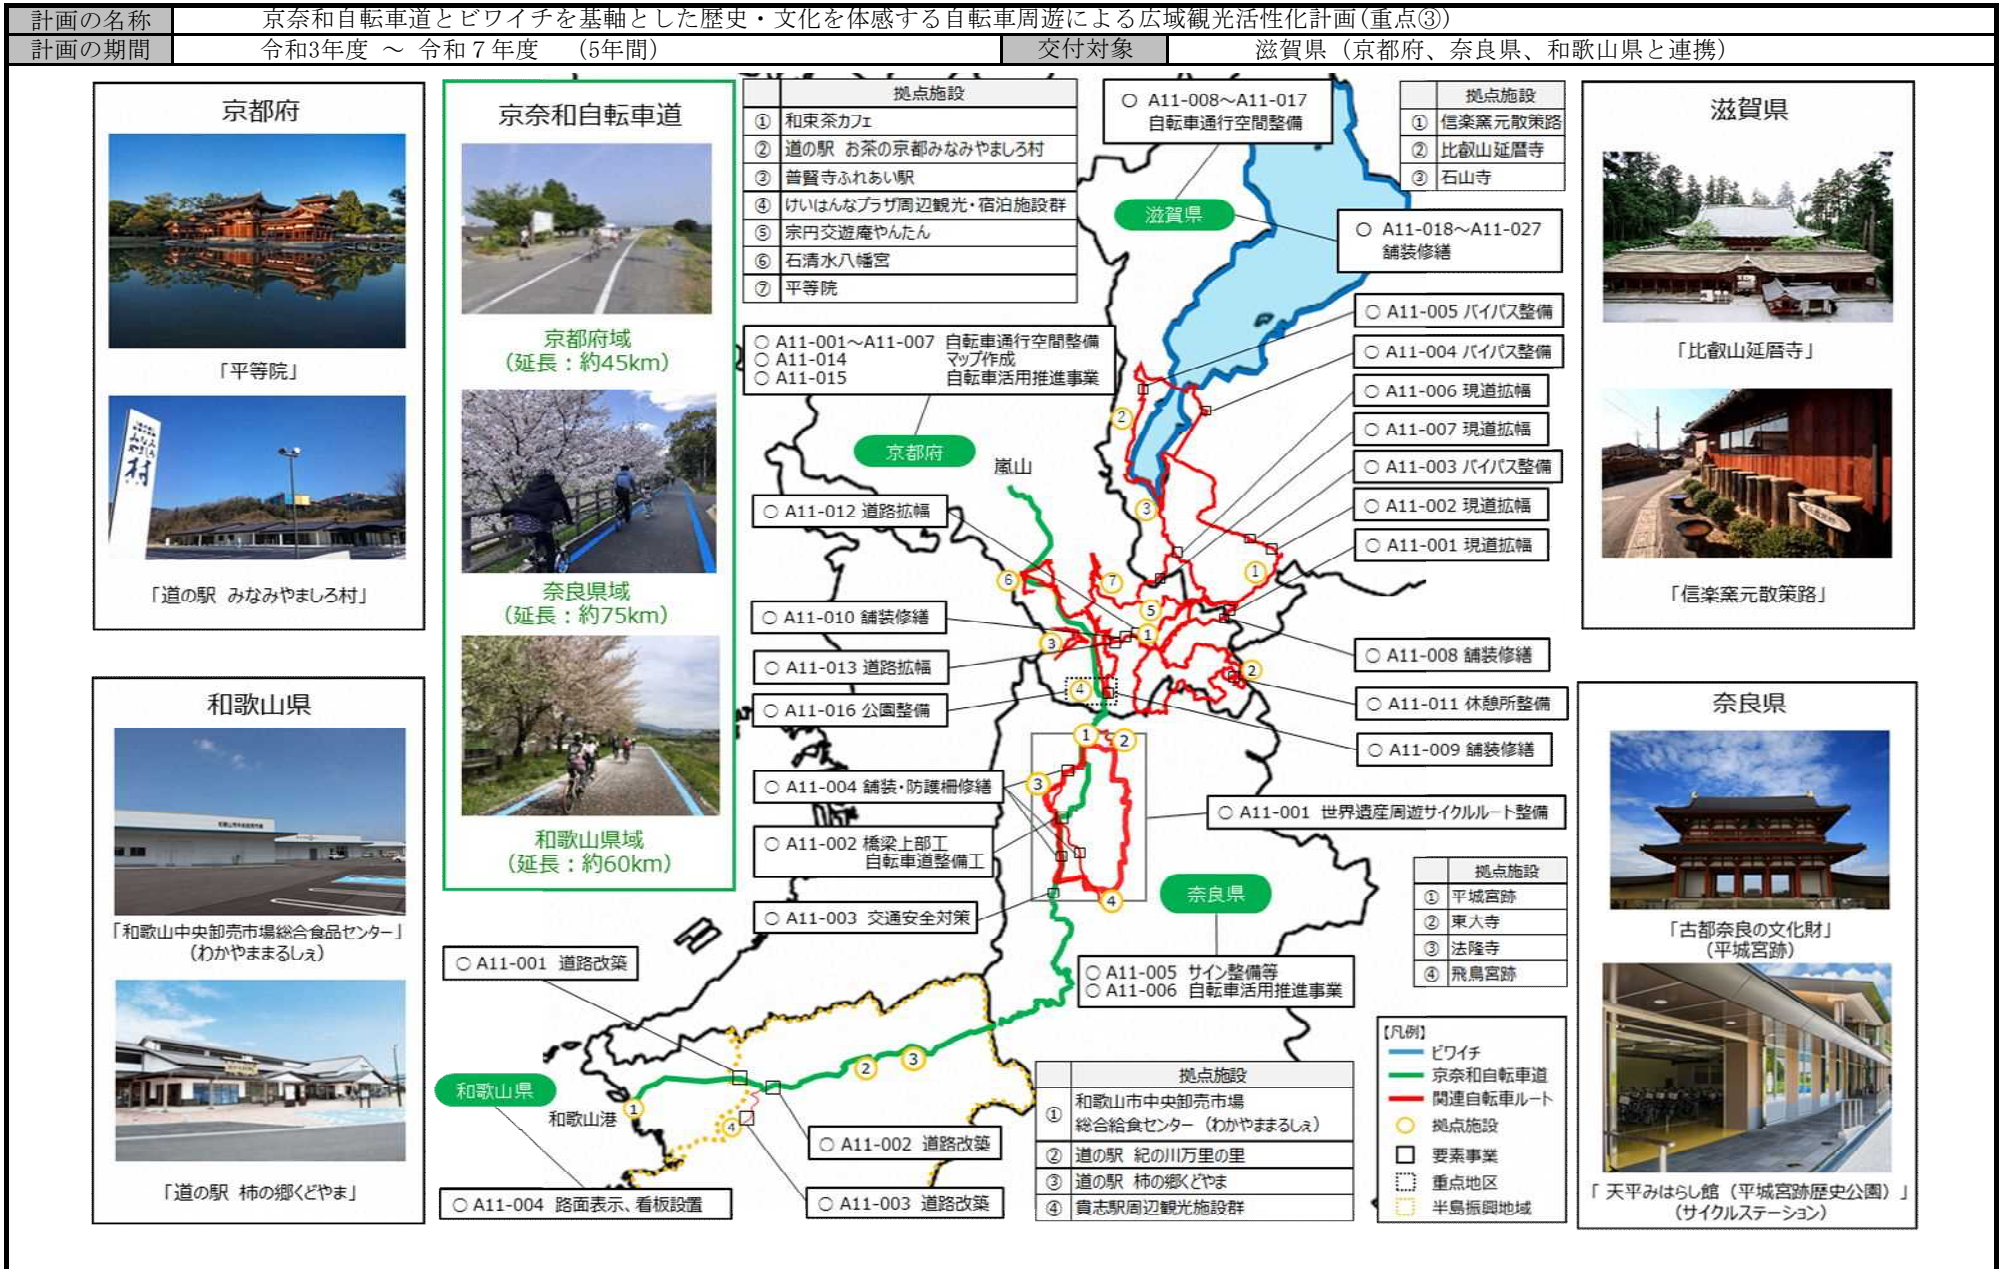 計画の名称
京奈和自転車道とビワイチを基軸とした歴史・文化を体感する自転車周遊による広域観光活性化計画(重点③)
計画の期間
令和3年度 ～ 令和７年度 （5年間）
交付対象
滋賀県（京都府、奈良県、和歌山県と連携）
京都府
「平等院」
「道の駅 みなみやましろ村」
京奈和自転車道
京都府域
（延長：約45km）
奈良県域
（延長：約75km）
和歌山県域
（延長：約60km）
拠点施設
① 和束茶カフェ
② 道の駅 お茶の京都みなみやましろ村
③ 普賢寺ふれあい駅
④ けいはんなプラザ周辺観光・宿泊施設群
⑤ 宗円交遊庵やんたん
⑥ 石清水八幡宮
⑦ 平等院
○ A11-008～A11-017
自転車通行空間整備
滋賀県
拠点施設
① 信楽窯元散策路
② 比叡山延暦寺
③ 石山寺
○ A11-018～A11-027
舗装修繕
滋賀県
「比叡山延暦寺」
「信楽窯元散策路」
○ A11-001～A11-007 自転車通行空間整備
○ A11-014 マップ作成
○ A11-015 自転車活用推進事業
京都府
嵐山
○ A11-005 バイパス整備
○ A11-004 バイパス整備
○ A11-006 現道拡幅
○ A11-007 現道拡幅
○ A11-003 バイパス整備
○ A11-002 現道拡幅
○ A11-001 現道拡幅
○ A11-012 道路拡幅
○ A11-010 舗装修繕
○ A11-013 道路拡幅
○ A11-016 公園整備
○ A11-008 舗装修繕
○ A11-011 休憩所整備
○ A11-009 舗装修繕
②
③
①
⑥
⑦
⑤
①
③
②
④
①
②
③
④
○ A11-004 舗装・防護柵修繕
○ A11-002 橋梁上部工
自転車道整備工
○ A11-003 交通安全対策
○ A11-001 世界遺産周遊サイクルルート整備
奈良県
○ A11-005 サイン整備等
○ A11-006 自転車活用推進事業
拠点施設
① 平城宮跡
② 東大寺
③ 法隆寺
④ 飛鳥宮跡
和歌山県
「和歌山中央卸売市場総合食品センター」
（わかやままるしぇ）
「道の駅 柿の郷くどやま」
○ A11-001 道路改築
和歌山県
和歌山港
①
②
③
④
○ A11-002 道路改築
○ A11-003 道路改築
○ A11-004 路面表示、看板設置
拠点施設
① 和歌山市中央卸売市場
総合給食センター（わかやままるしぇ）
② 道の駅 紀の川万里の里
③ 道の駅 柿の郷くどやま
④ 貴志駅周辺観光施設群
【凡例】
ビワイチ
京奈和自転車道
関連自転車ルート
拠点施設
要素事業
重点地区
半島振興地域
奈良県
「古都奈良の文化財」
（平城宮跡）
「 天平みはらし館（平城宮跡歴史公園）」
（サイクルステーション）